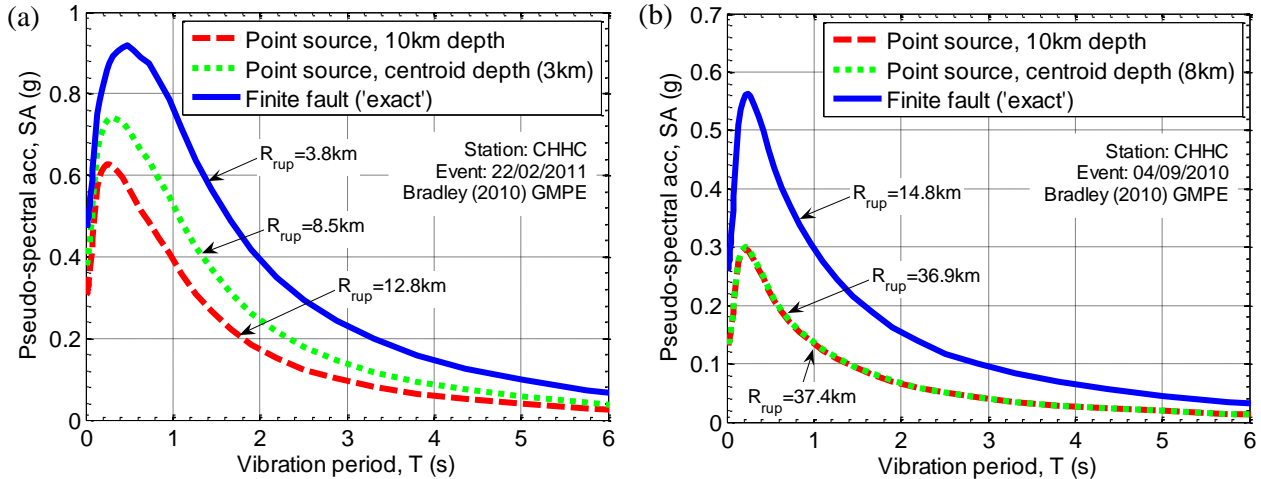 (a)
Pseudo-spectral acc, SA (g)
1
0.8
0.6
0.4
0.2
0
Point source, 10km depth
Point source, centroid depth (3km)
Finite fault ('exact')
Station: CHHC
Event: 22/02/2011
Bradley (2010) GMPE
R_rup=3.8km
R_rup=8.5km
R_rup=12.8km
0 1 2 3 4 5 6
Vibration period, T (s)
(b)
Pseudo-spectral acc, SA (g)
0.7
0.6
0.5
0.4
0.3
0.2
0.1
0
Point source, 10km depth
Point source, centroid depth (8km)
Finite fault ('exact')
Station: CHHC
Event: 04/09/2010
Bradley (2010) GMPE
R_rup=14.8km
R_rup=36.9km
R_rup=37.4km
0 1 2 3 4 5 6
Vibration period, T (s)